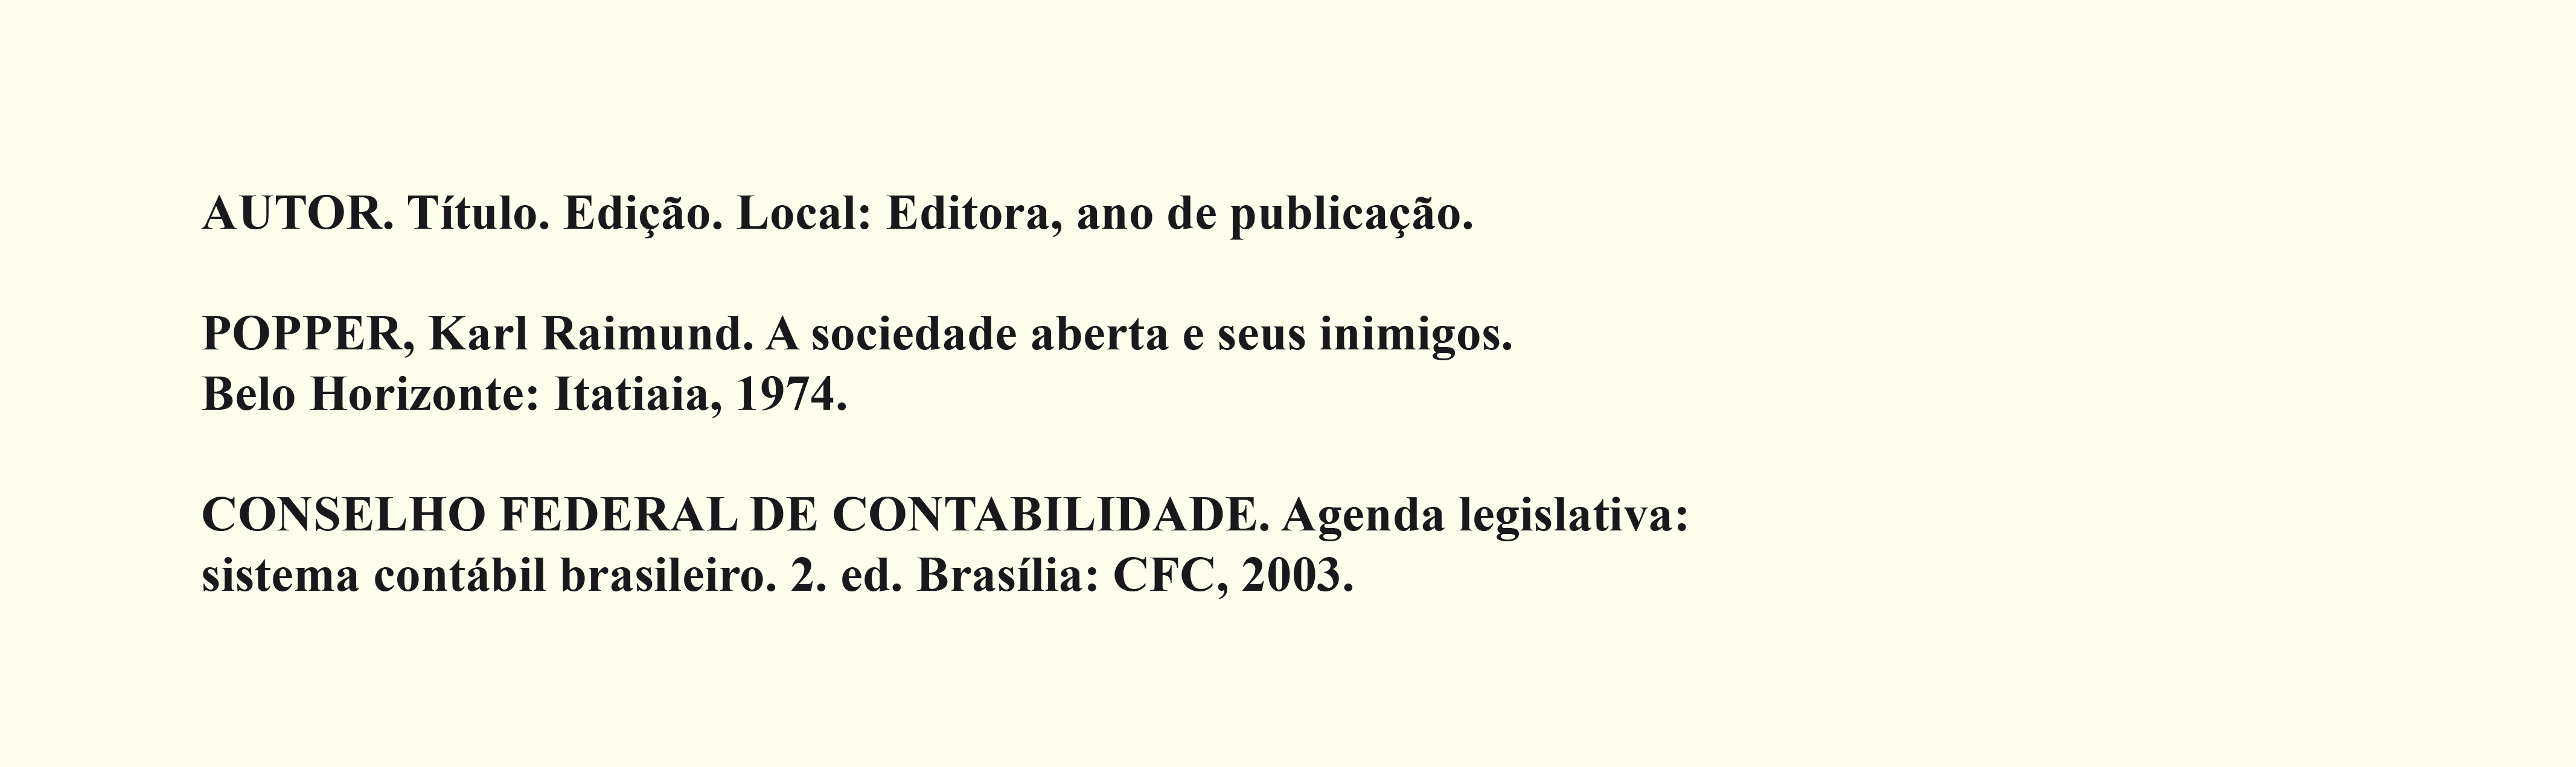 AUTOR. Título. Edição. Local: Editora, ano de publicação.
POPPER, Karl Raimund. A sociedade aberta e seus inimigos.
Belo Horizonte: Itatiaia, 1974.
CONSELHO FEDERAL DE CONTABILIDADE. Agenda legislativa:
sistema contábil brasileiro. 2. ed. Brasília: CFC, 2003.